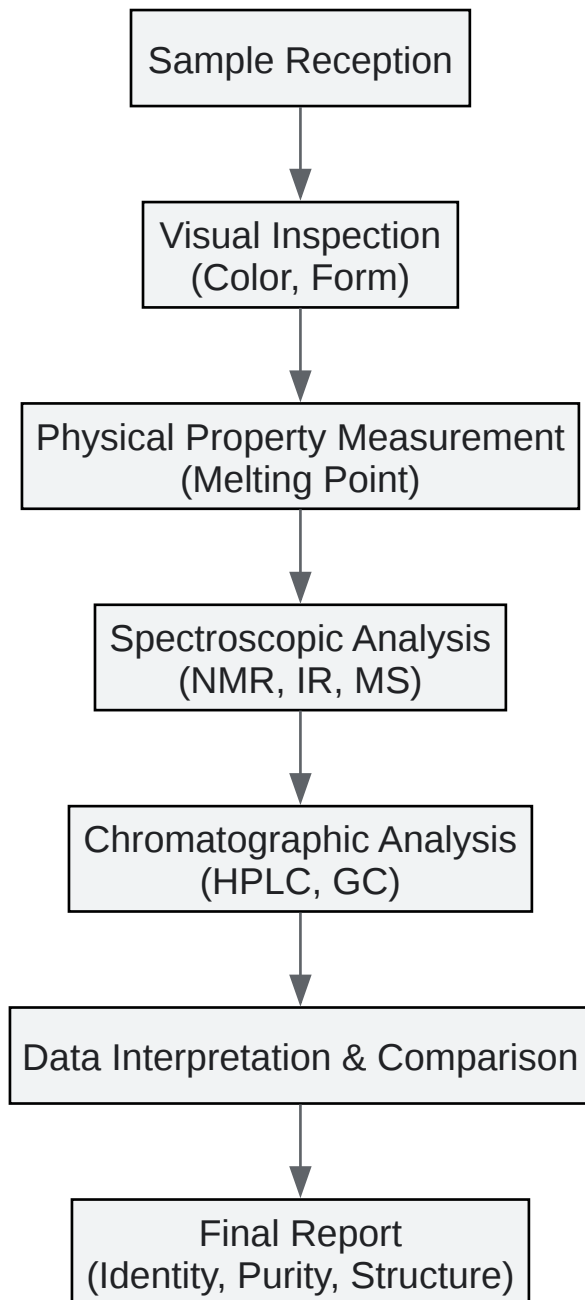 Sample Reception
Visual Inspection
(Color, Form)
Physical Property Measurement
(Melting Point)
Spectroscopic Analysis
(NMR, IR, MS)
Chromatographic Analysis
(HPLC, GC)
Data Interpretation & Comparison
Final Report
(Identity, Purity, Structure)